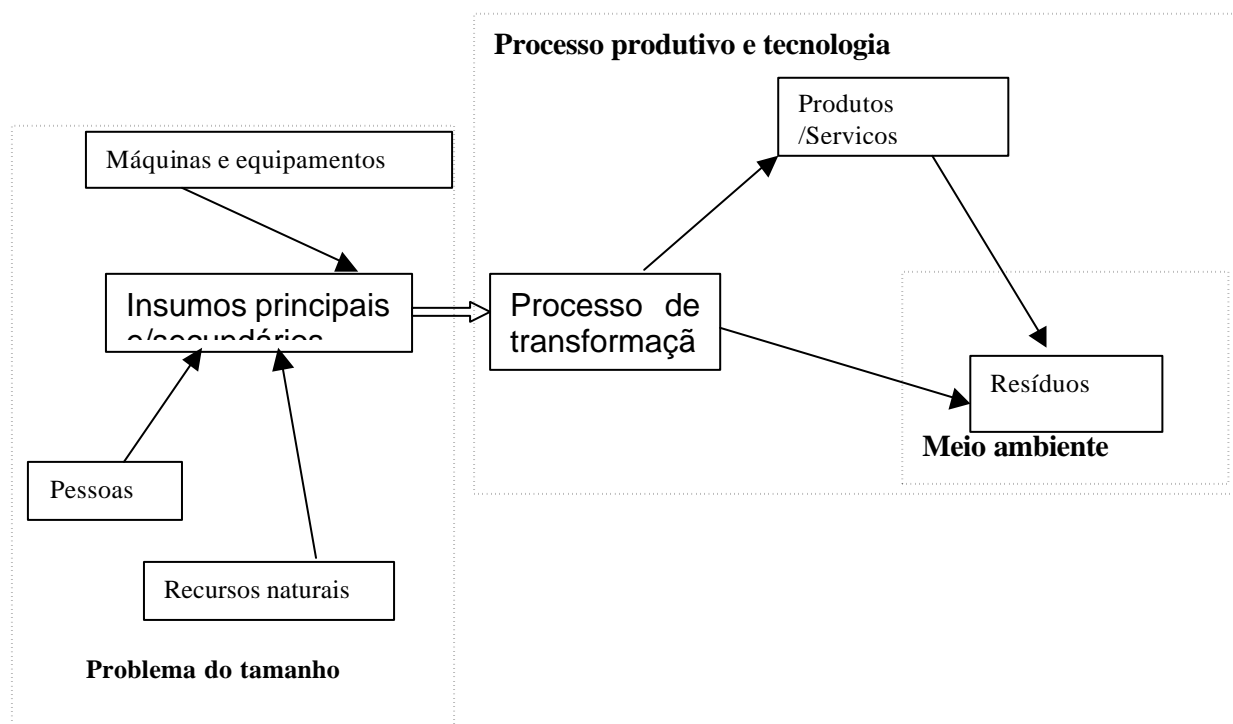 Processo produtivo e tecnologia
Produtos
/Servicos
Máquinas e equipamentos
Insumos principais
e/secundários
Processo de
transformaçã
Resíduos
Meio ambiente
Pessoas
Recursos naturais
Problema do tamanho